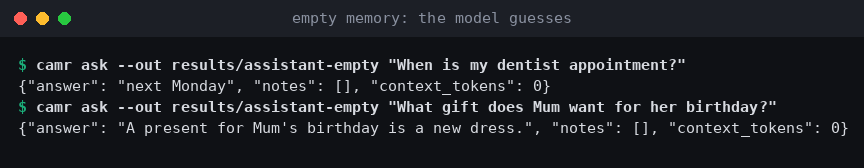 empty memory: the model guesses
$ camr ask --out results/assistant-empty "When is my dentist appointment?"
{"answer": "next Monday", "notes": [], "context_tokens": 0}
$ camr ask --out results/assistant-empty "What gift does Mum want for her birthday?"
{"answer": "A present for Mum's birthday is a new dress.", "notes": [], "context_tokens": 0}